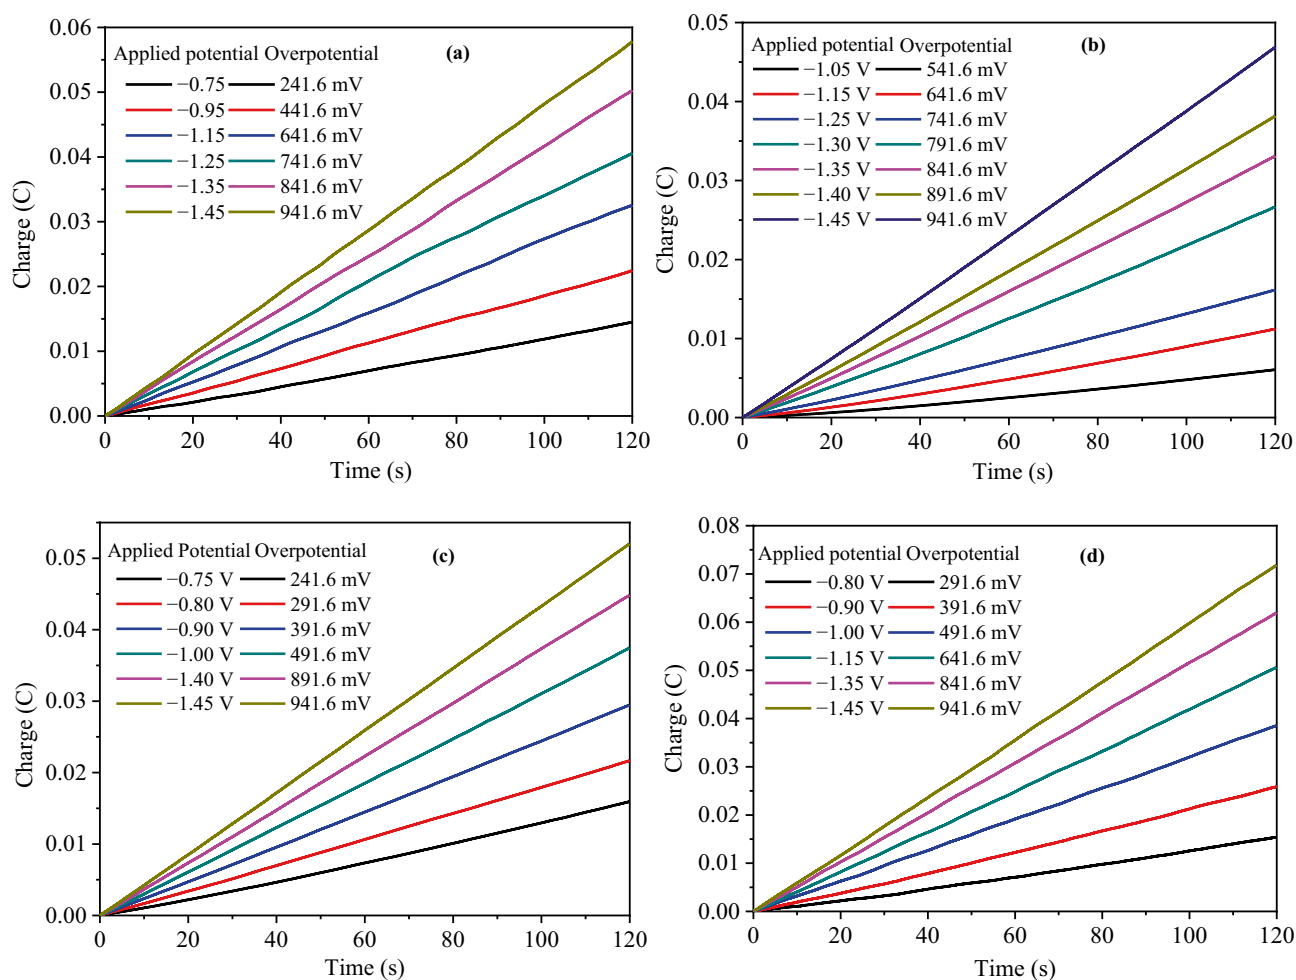 (a)
Applied potential Overpotential
−0.75 241.6 mV
−0.95 441.6 mV
−1.15 641.6 mV
−1.25 741.6 mV
−1.35 841.6 mV
−1.45 941.6 mV
Charge (C)
0.06
0.05
0.04
0.03
0.02
0.01
0.00
0 20 40 60 80 100 120
Time (s)
(b)
Applied potential Overpotential
−1.05 V 541.6 mV
−1.15 V 641.6 mV
−1.25 V 741.6 mV
−1.30 V 791.6 mV
−1.35 V 841.6 mV
−1.40 V 891.6 mV
−1.45 V 941.6 mV
Charge (C)
0.05
0.04
0.03
0.02
0.01
0.00
0 20 40 60 80 100 120
Time (s)
(c)
Applied Potential Overpotential
−0.75 V 241.6 mV
−0.80 V 291.6 mV
−0.90 V 391.6 mV
−1.00 V 491.6 mV
−1.40 V 891.6 mV
−1.45 V 941.6 mV
Charge (C)
0.05
0.04
0.03
0.02
0.01
0.00
0 20 40 60 80 100 120
Time (s)
(d)
Applied potential Overpotential
−0.80 V 291.6 mV
−0.90 V 391.6 mV
−1.00 V 491.6 mV
−1.15 V 641.6 mV
−1.35 V 841.6 mV
−1.45 V 941.6 mV
Charge (C)
0.08
0.07
0.06
0.05
0.04
0.03
0.02
0.01
0.00
0 20 40 60 80 100 120
Time (s)